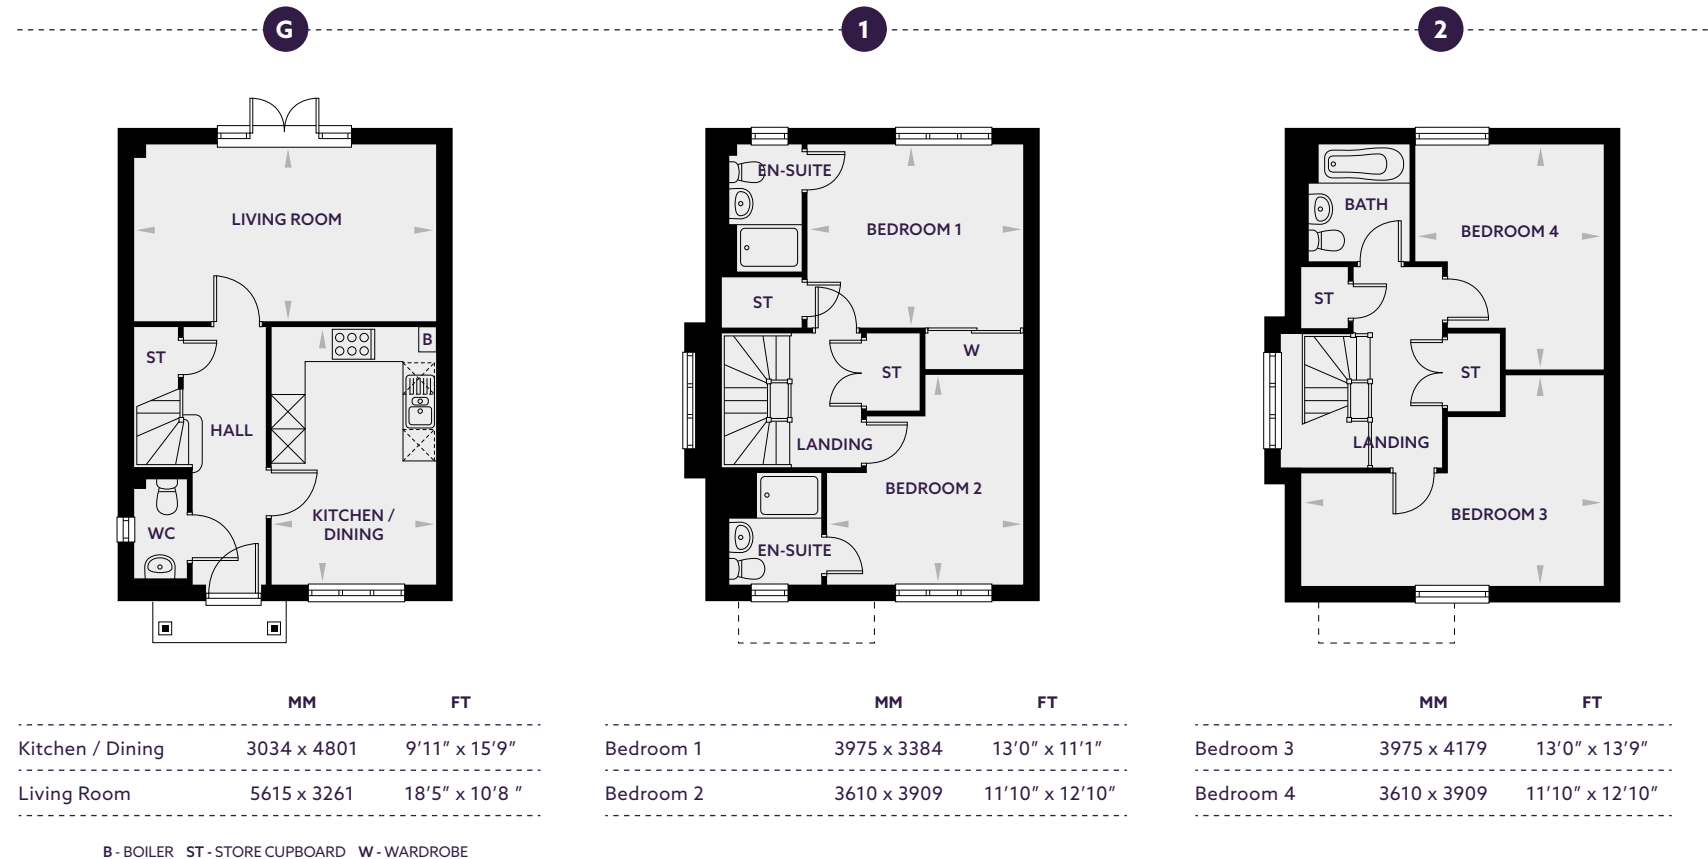 G
1
2
LIVING ROOM
ST
B
HALL
WC
KITCHEN /
DINING
EN-SUITE
BEDROOM 1
ST
W
ST
LANDING
BEDROOM 2
EN-SUITE
BATH
BEDROOM 4
ST
ST
LANDING
BEDROOM 3
MM FT
Kitchen / Dining 3034 x 4801 9'11" x 15'9"
Living Room 5615 x 3261 18'5" x 10'8 "
MM FT
Bedroom 1 3975 x 3384 13'0" x 11'1"
Bedroom 2 3610 x 3909 11'10" x 12'10"
MM FT
Bedroom 3 3975 x 4179 13'0" x 13'9"
Bedroom 4 3610 x 3909 11'10" x 12'10"
B - BOILER ST - STORE CUPBOARD W - WARDROBE